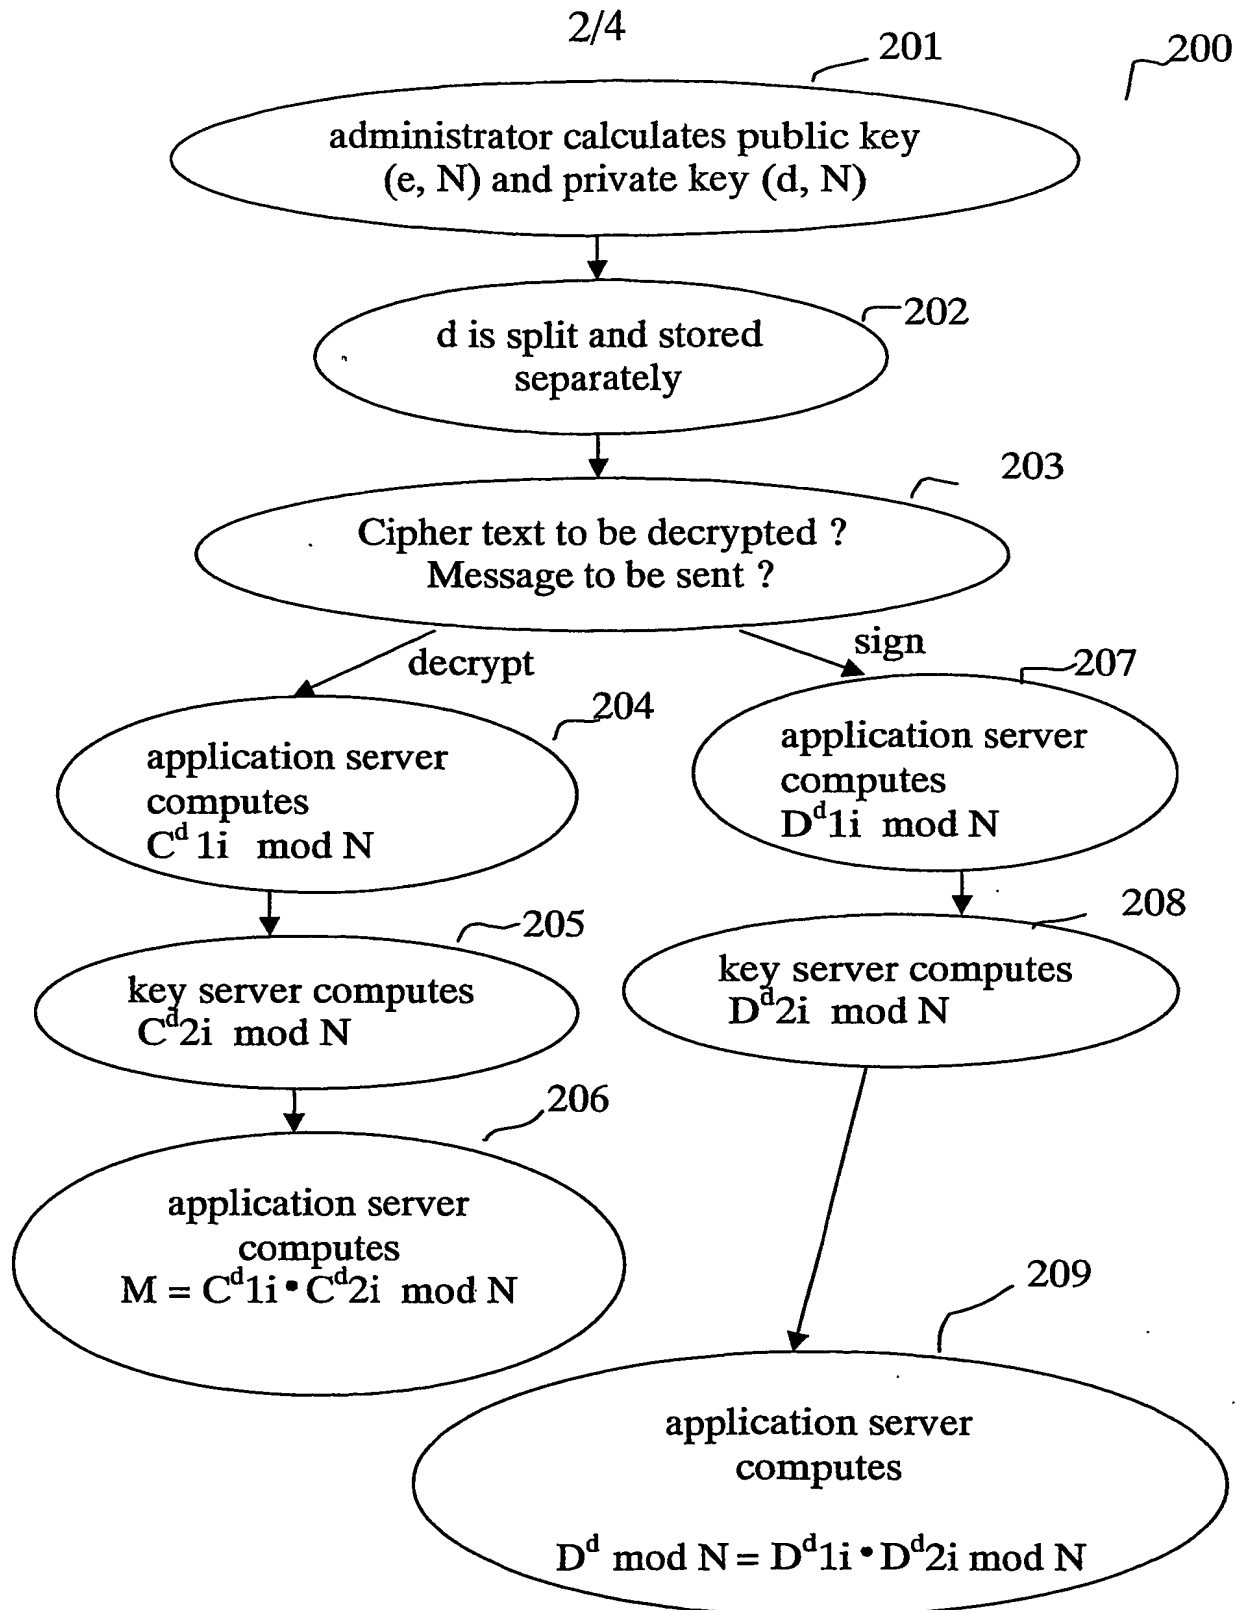 2/4
201
200
administrator calculates public key
(e, N) and private key (d, N)
202
d is split and stored
separately
203
Cipher text to be decrypted ?
Message to be sent ?
decrypt
sign
204
application server
computes
C^d 1i mod N
207
application server
computes
D^d1i mod N
205
key server computes
C^d2i mod N
208
key server computes
D^d2i mod N
206
application server
computes
M = C^d1i • C^d2i mod N
209
application server
computes
D^d mod N = D^d1i • D^d2i mod N